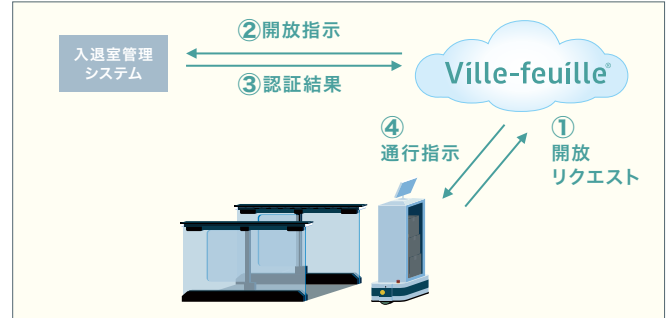 ②開放指示
入退室管理
システム
③認証結果
Ville-feuille®
④
通行指示
①
開放
リクエスト